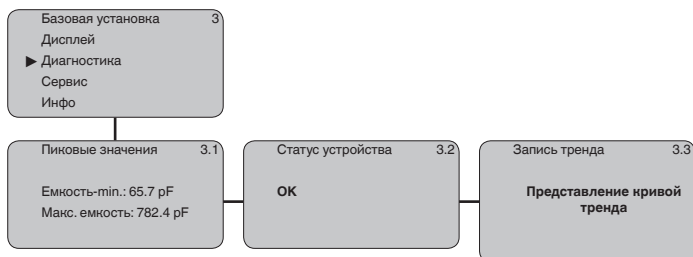 Базовая установка 3
Дисплей
▶ Диагностика
Сервис
Инфо
Пиковые значения 3.1
Емкость-min.: 65.7 pF
Макс. емкость: 782.4 pF
Статус устройства 3.2
OK
Запись тренда 3.3
Представление кривой
тренда